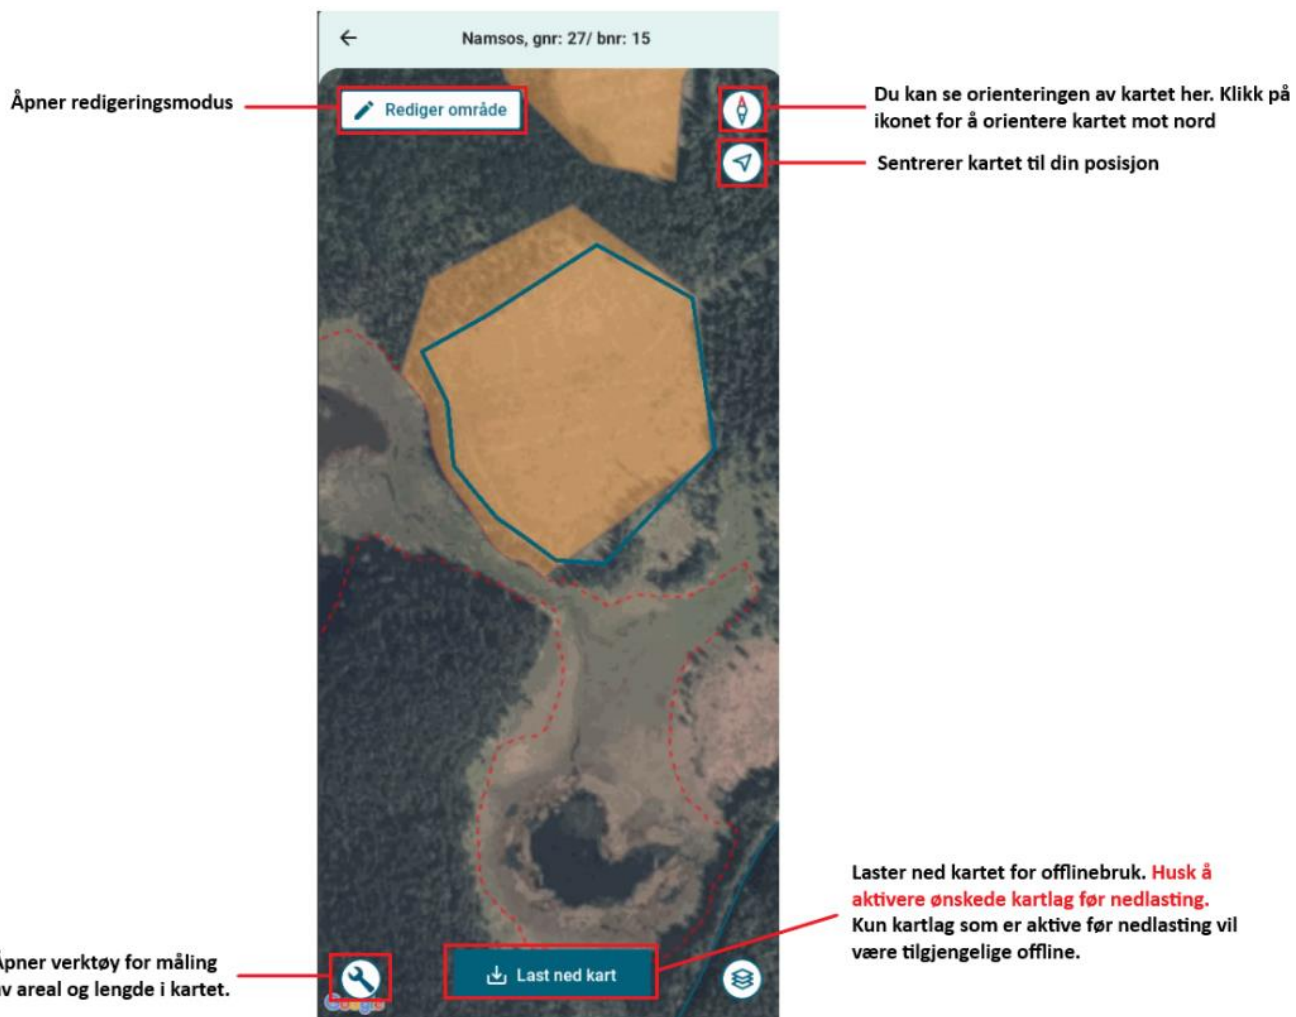 Namsos, gnr: 27/ bnr: 15
Åpner redigeringsmodus
Rediger område
Du kan se orienteringen av kartet her. Klikk på
ikonet for å orientere kartet mot nord
Sentrerer kartet til din posisjon
Laster ned kartet for offlinebruk. Husk å
aktivere ønskede kartlag før nedlasting.
Kun kartlag som er aktive før nedlasting vil
være tilgjengelige offline.
Åpner verktøy for måling
av areal og lengde i kartet.
Last ned kart
Google